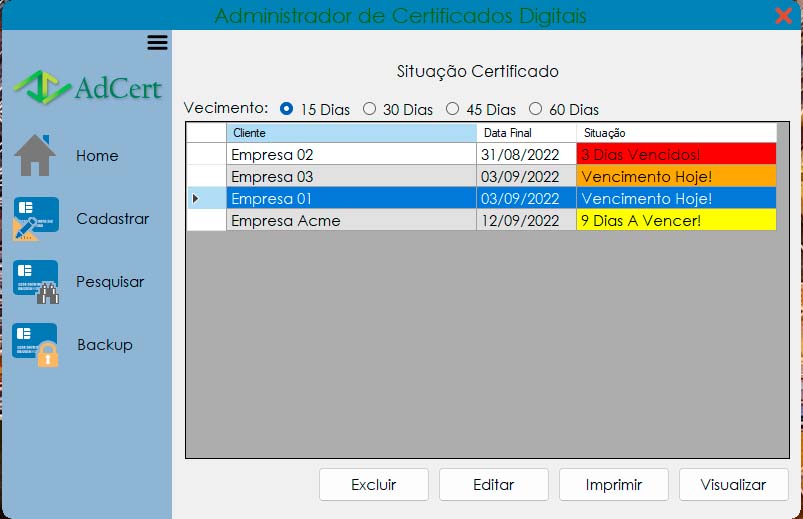 Administrador de Certificados Digitais
AdCert
Home
Cadastrar
Pesquisar
Backup
Situação Certificado
Vecimento: 15 Dias 30 Dias 45 Dias 60 Dias
Cliente Data Final Situação
Empresa 02 31/08/2022 3 Dias Vencidos!
Empresa 03 03/09/2022 Vencimento Hoje!
Empresa 01 03/09/2022 Vencimento Hoje!
Empresa Acme 12/09/2022 9 Dias A Vencer!
Excluir Editar Imprimir Visualizar